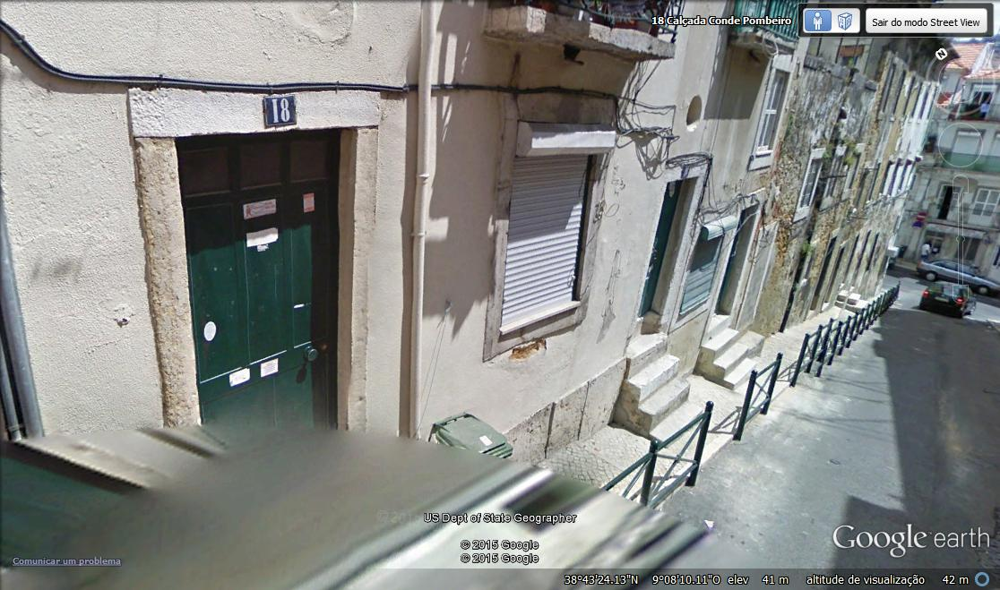 18 Calçada Conde Pombeiro
Sair do modo Street View
N
18
US Dept of State Geographer
© 2015 Google
© 2015 Google
Google earth
Comunicar um problema
38°43'24.13"N 9°08'10.11"O elev 41 m altitude de visualização 42 m